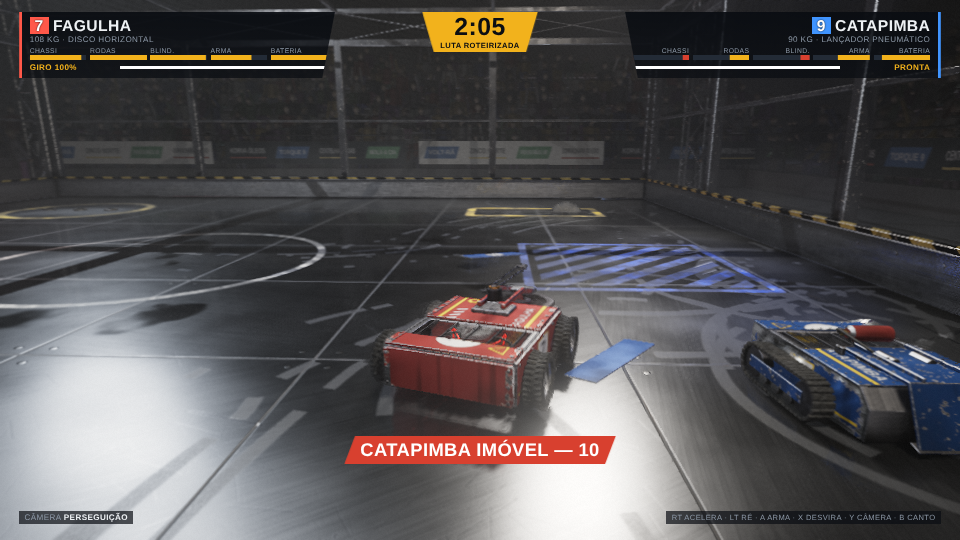 7 FAGULHA
108 KG · DISCO HORIZONTAL
CHASSI RODAS BLIND. ARMA BATERIA
GIRO 100%
2:05
LUTA ROTEIRIZADA
9 CATAPIMBA
90 KG · LANÇADOR PNEUMÁTICO
CHASSI RODAS BLIND. ARMA BATERIA
PRONTA
CATAPIMBA IMÓVEL — 10
CÂMERA PERSEGUIÇÃO
RT ACELERA · LT RÉ · A ARMA · X DESVIRA · Y CÂMERA · B CANTO